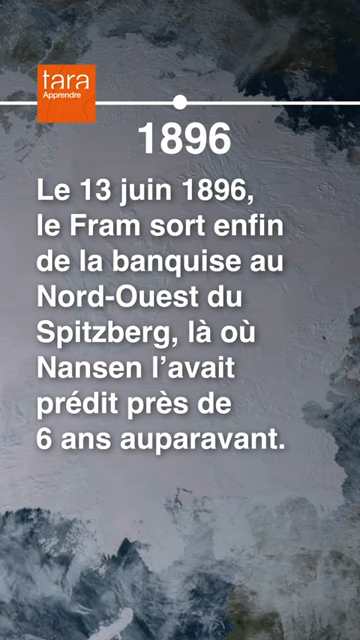 tara
Apprendre
1896
Le 13 juin 1896,
le Fram sort enfin
de la banquise au
Nord-Ouest du
Spitzberg, là où
Nansen l’avait
prédit près de
6 ans auparavant.